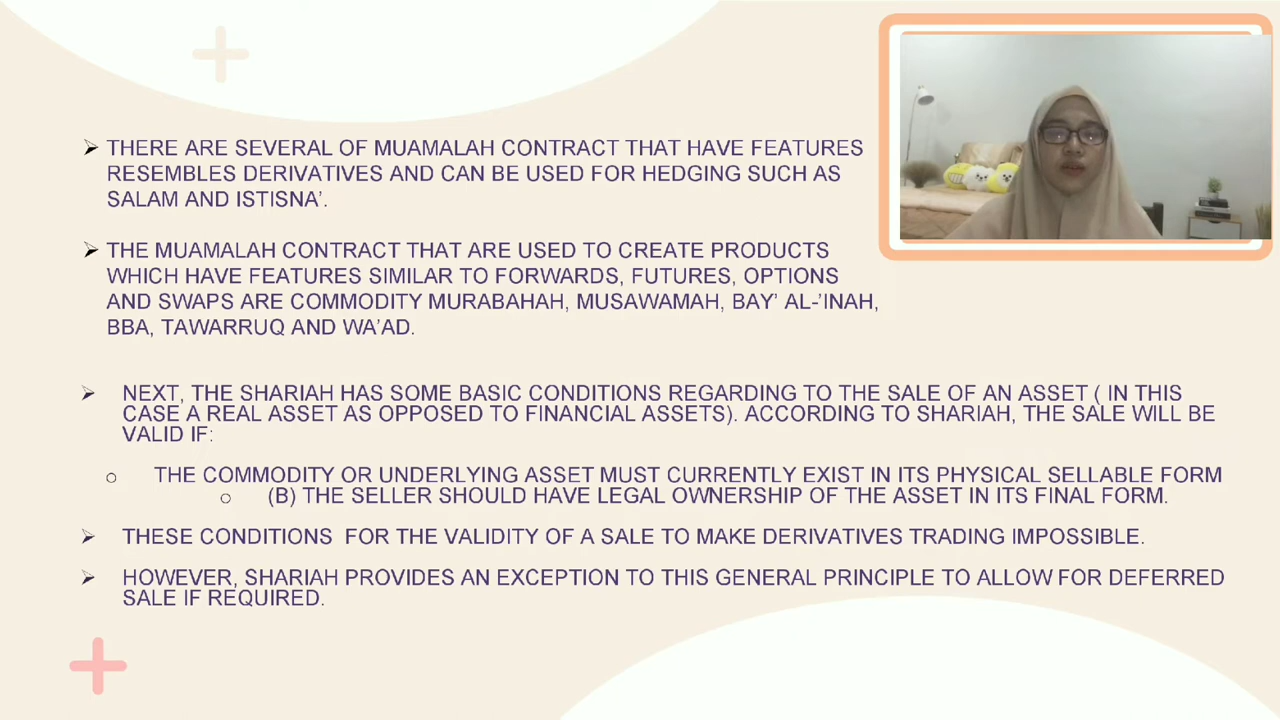 THERE ARE SEVERAL OF MUAMALAH CONTRACT THAT HAVE FEATURES
RESEMBLES DERIVATIVES AND CAN BE USED FOR HEDGING SUCH AS
SALAM AND ISTISNA’.
THE MUAMALAH CONTRACT THAT ARE USED TO CREATE PRODUCTS
WHICH HAVE FEATURES SIMILAR TO FORWARDS, FUTURES, OPTIONS
AND SWAPS ARE COMMODITY MURABAHAH, MUSAWAMAH, BAY’ AL-’INAH,
BBA, TAWARRUQ AND WA’AD.
NEXT, THE SHARIAH HAS SOME BASIC CONDITIONS REGARDING TO THE SALE OF AN ASSET ( IN THIS
CASE A REAL ASSET AS OPPOSED TO FINANCIAL ASSETS). ACCORDING TO SHARIAH, THE SALE WILL BE
VALID IF:
THE COMMODITY OR UNDERLYING ASSET MUST CURRENTLY EXIST IN ITS PHYSICAL SELLABLE FORM
(B) THE SELLER SHOULD HAVE LEGAL OWNERSHIP OF THE ASSET IN ITS FINAL FORM.
THESE CONDITIONS  FOR THE VALIDITY OF A SALE TO MAKE DERIVATIVES TRADING IMPOSSIBLE.
HOWEVER, SHARIAH PROVIDES AN EXCEPTION TO THIS GENERAL PRINCIPLE TO ALLOW FOR DEFERRED
SALE IF REQUIRED.